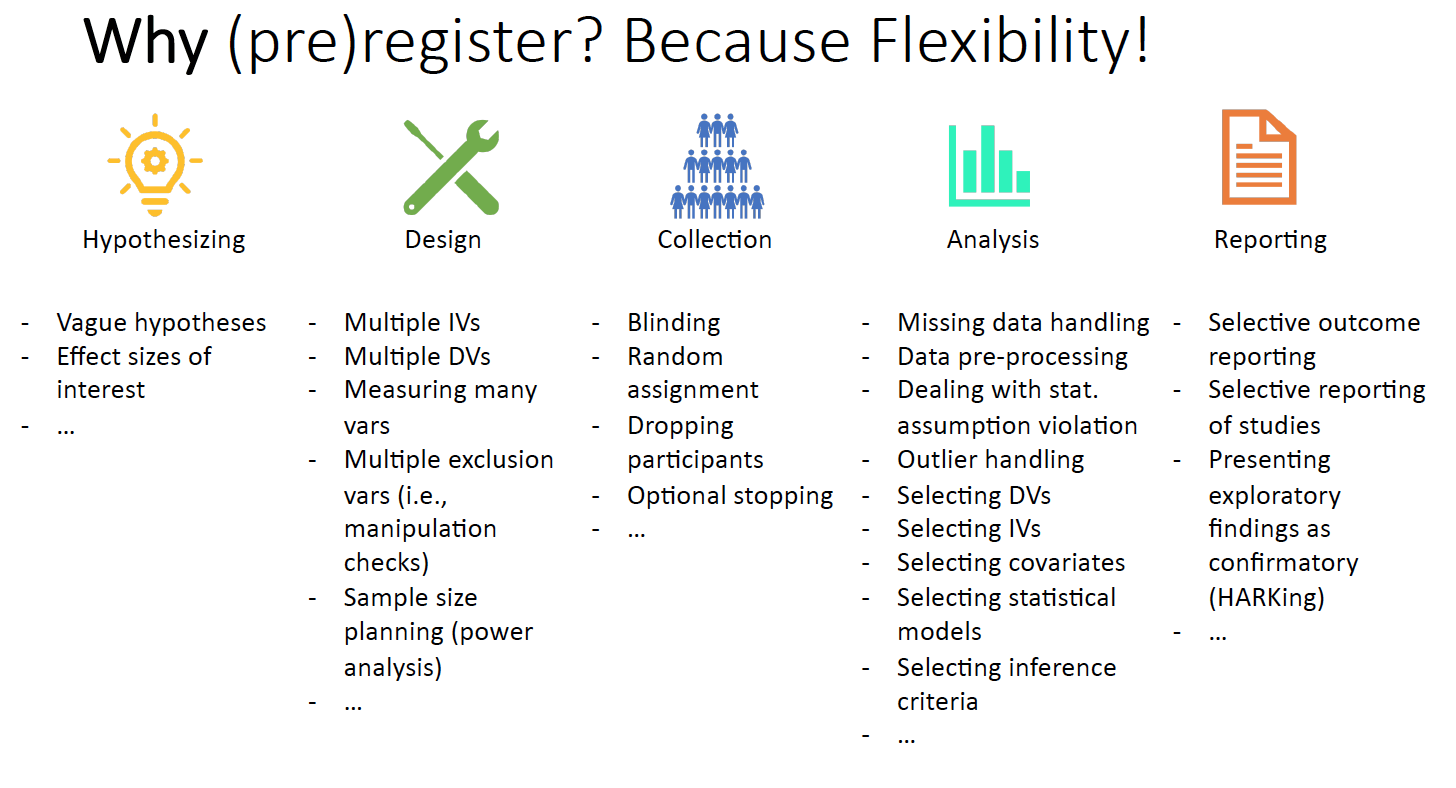 Why (pre)register? Because Flexibility!
Hypothesizing
- Vague hypotheses
- Effect sizes of
interest
- ...
Design
- Multiple IVs
- Multiple DVs
- Measuring many
vars
- Multiple exclusion
vars (i.e.,
manipulation
checks)
- Sample size
planning (power
analysis)
- ...
Collection
- Blinding
- Random
assignment
- Dropping
participants
- Optional stopping
- ...
Analysis
- Missing data handling
- Data pre-processing
- Dealing with stat.
assumption violation
- Outlier handling
- Selecting DVs
- Selecting IVs
- Selecting covariates
- Selecting statistical
models
- Selecting inference
criteria
- ...
Reporting
- Selective outcome
reporting
- Selective reporting
of studies
- Presenting
exploratory
findings as
confirmatory
(HARKing)
- ...